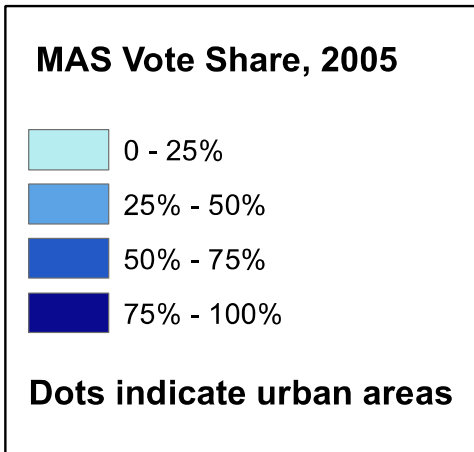 MAS Vote Share, 2005
0 - 25%
25% - 50%
50% - 75%
75% - 100%
Dots indicate urban areas